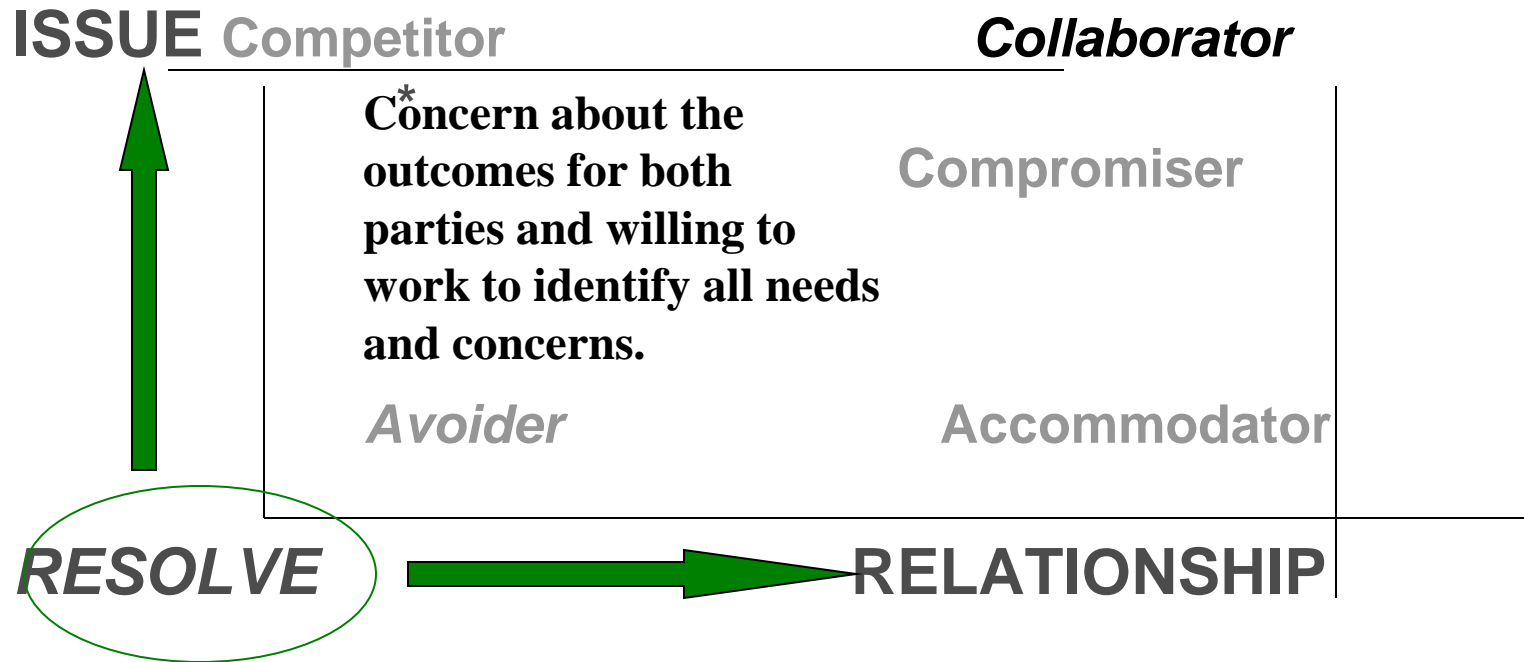 ISSUE Competitor Collaborator
*
Concern about the
outcomes for both
Compromiser
parties and willing to
work to identify all needs
and concerns.
Avoider Accommodator
RESOLVE RELATIONSHIP